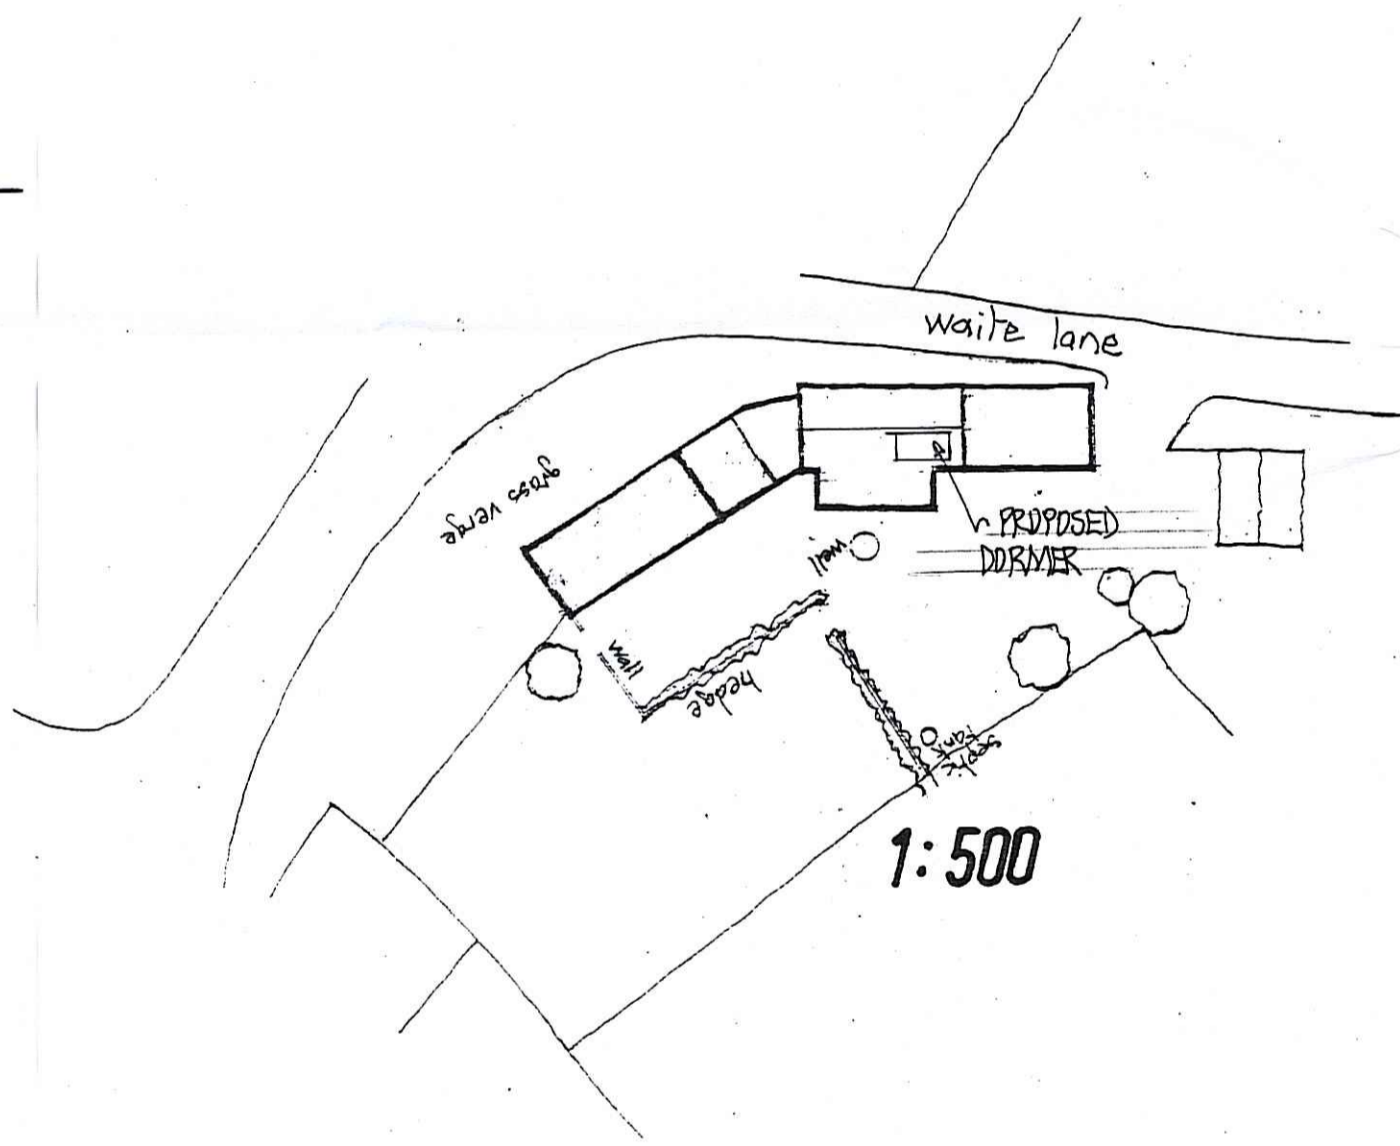 waite lane
grass verge
PROPOSED
DORMER
well
wall
hedge
septic
tank
1:500